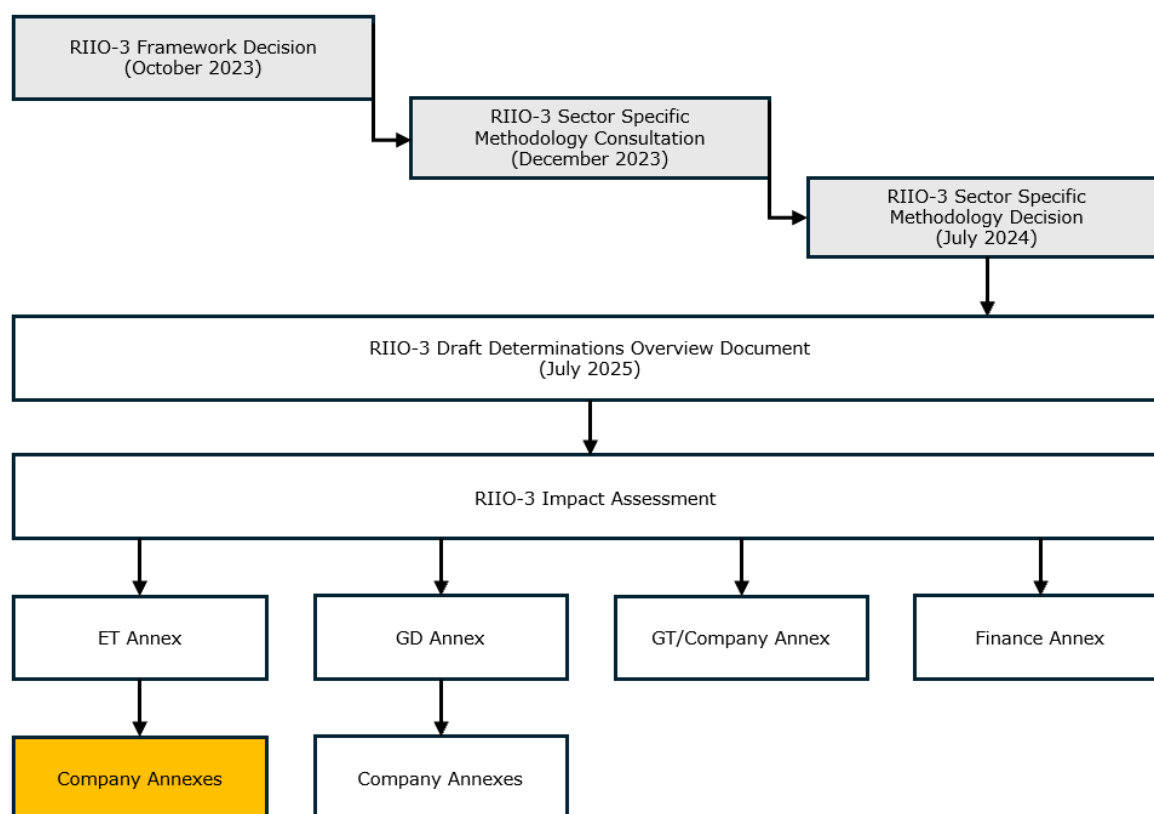 RIIO-3 Framework Decision
(October 2023)
RIIO-3 Sector Specific
Methodology Consultation
(December 2023)
RIIO-3 Sector Specific
Methodology Decision
(July 2024)
RIIO-3 Draft Determinations Overview Document
(July 2025)
RIIO-3 Impact Assessment
ET Annex
GD Annex
GT/Company Annex
Finance Annex
Company Annexes
Company Annexes